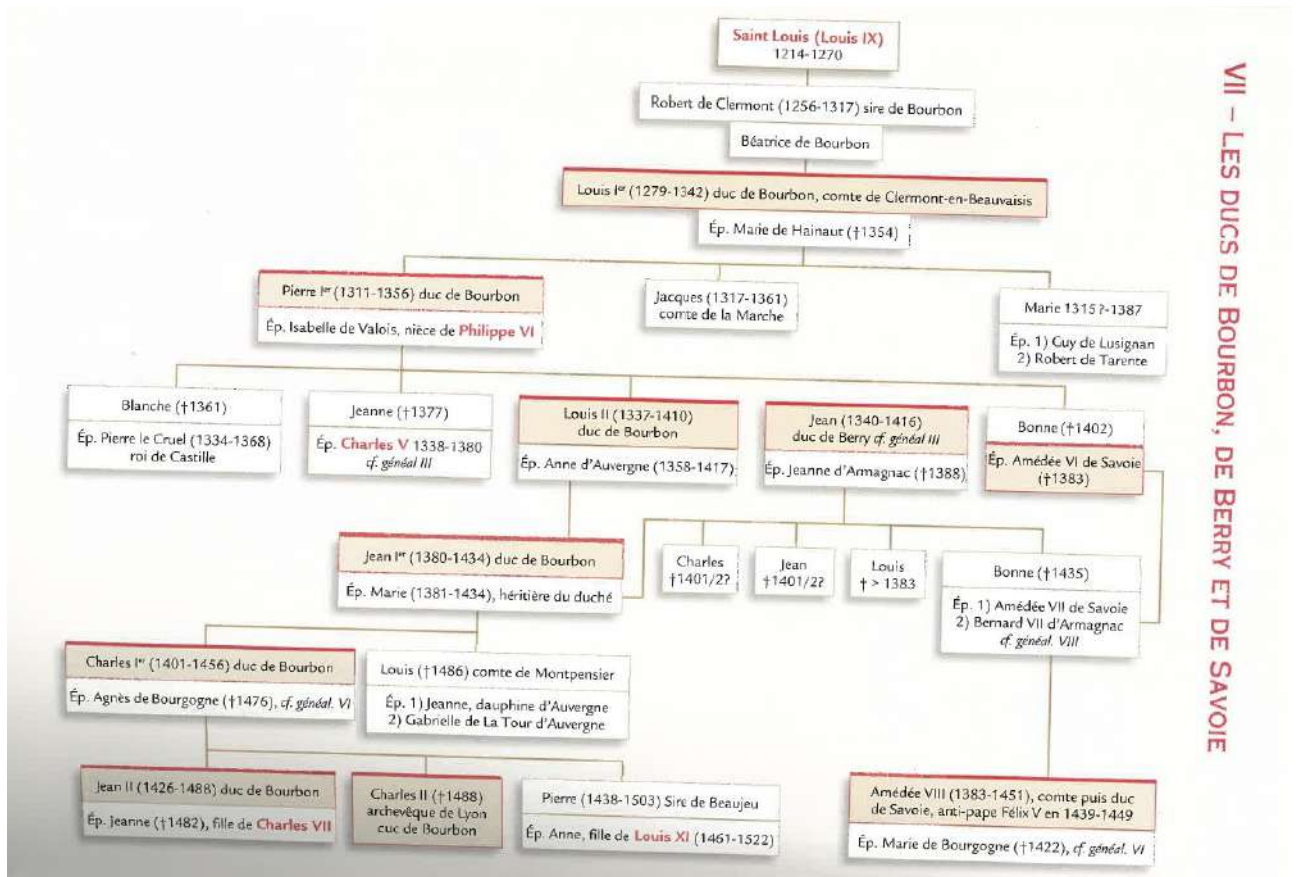 VII – LES DUCS DE BOURBON, DE BERRY ET DE SAVOIE
Saint Louis (Louis IX)
1214-1270
Robert de Clermont (1256-1317) sire de Bourbon
Béatrice de Bourbon
Louis Ier (1279-1342) duc de Bourbon, comte de Clermont-en-Beauvaisis
Ép. Marie de Hainaut (†1354)
Pierre Ier (1311-1356) duc de Bourbon
Ép. Isabelle de Valois, nièce de Philippe VI
Jacques (1317-1361)
comte de la Marche
Marie 1315?-1387
Ép. 1) Guy de Lusignan
2) Robert de Tarente
Blanche (†1361)
Ép. Pierre le Cruel (1334-1368)
roi de Castille
Jeanne (†1377)
Ép. Charles V 1338-1380
cf. généal III
Louis II (1337-1410)
duc de Bourbon
Ép. Anne d'Auvergne (1358-1417)
Jean (1340-1416)
duc de Berry cf. généal III
Ép. Jeanne d'Armagnac (†1388)
Bonne (†1402)
Ép. Amédée VI de Savoie
(†1383)
Jean Ier (1380-1434) duc de Bourbon
Ép. Marie (1381-1434), héritière du duché
Charles
†1401/2?
Jean
†1401/2?
Louis
† > 1383
Bonne (†1435)
Ép. 1) Amédée VII de Savoie
2) Bernard VII d'Armagnac
cf. généal. VIII
Charles Ier (1401-1456) duc de Bourbon
Ép. Agnès de Bourgogne (†1476), cf. généal. VI
Louis (†1486) comte de Montpensier
Ép. 1) Jeanne, dauphine d'Auvergne
2) Gabrielle de La Tour d'Auvergne
Jean II (1426-1488) duc de Bourbon
Ép. Jeanne (†1482), fille de Charles VII
Charles II (†1488)
archevêque de Lyon
cuc de Bourbon
Pierre (1438-1503) Sire de Beaujeu
Ép. Anne, fille de Louis XI (1461-1522)
Amédée VIII (1383-1451), comte puis duc
de Savoie, anti-pape Félix V en 1439-1449
Ép. Marie de Bourgogne (†1422), cf. généal. VI